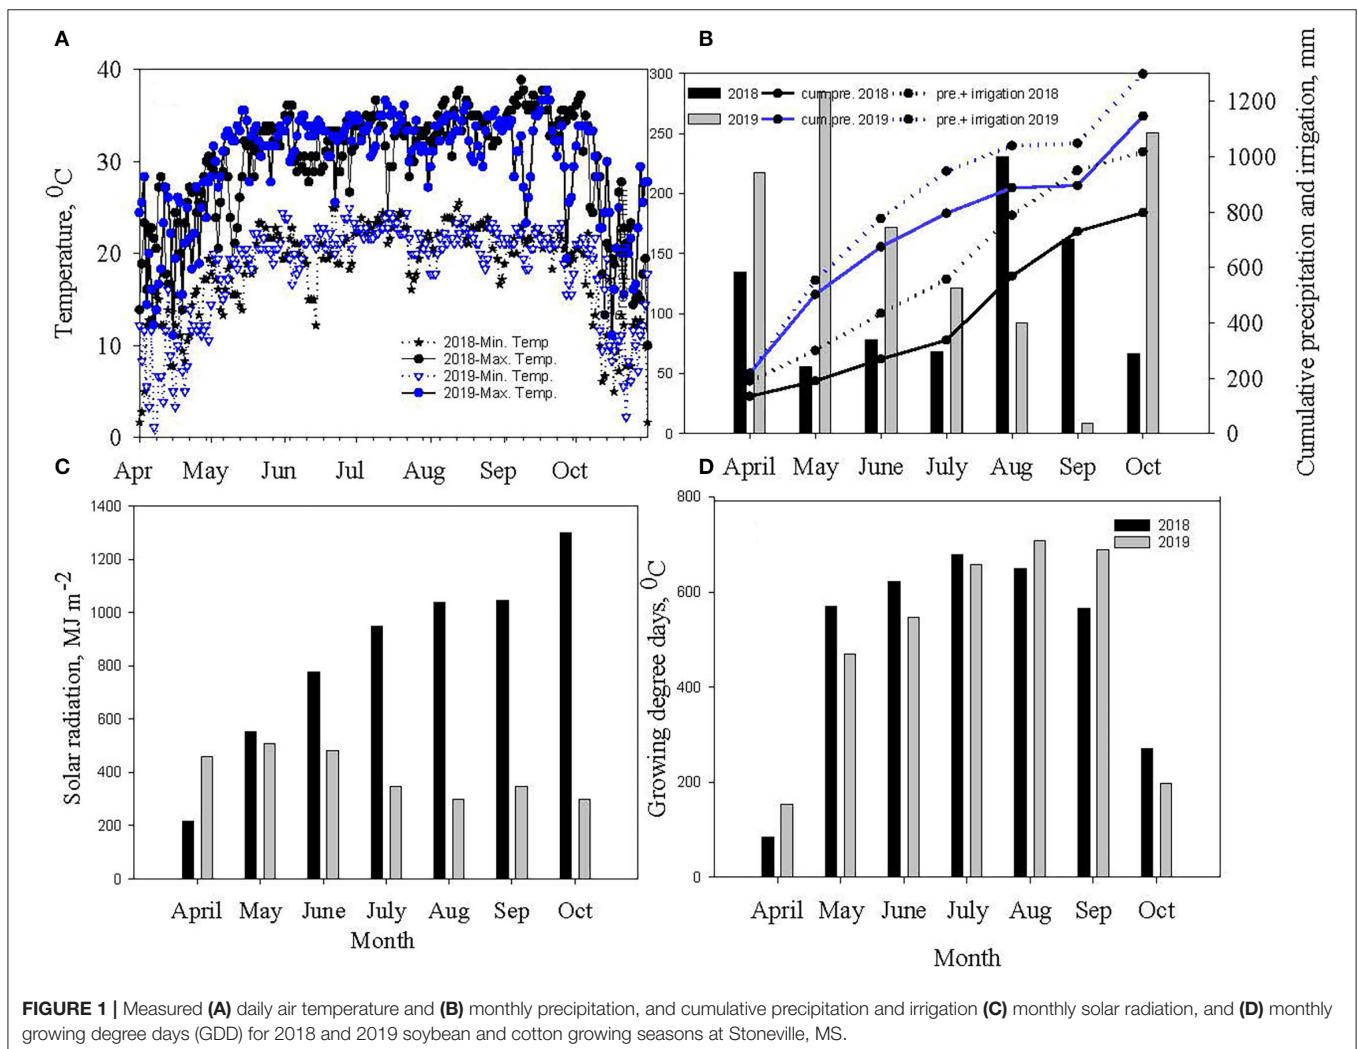 A
40
30
20
10
0
Temperature, ⁰C
2018-Min. Temp
2018-Max. Temp.
2019-Min. Temp.
2019-Max. Temp.
Apr May Jun Jul Aug Sep Oct
B
300
250
200
150
100
50
0
2018 cum.pre. 2018 pre.+ irrigation 2018
2019 cum.pre. 2019 pre.+ irrigation 2019
1200
1000
800
600
400
200
0
Cumulative precipitation and irrigation, mm
April May June July Aug Sep Oct
C
1400
1200
1000
800
600
400
200
0
Solar radiation, MJ m⁻²
April May June July Aug Sep Oct
Month
D
800
600
400
200
0
Growing degree days, ⁰C
2018
2019
April May June July Aug Sep Oct
Month
FIGURE 1 | Measured (A) daily air temperature and (B) monthly precipitation, and cumulative precipitation and irrigation (C) monthly solar radiation, and (D) monthly
growing degree days (GDD) for 2018 and 2019 soybean and cotton growing seasons at Stoneville, MS.